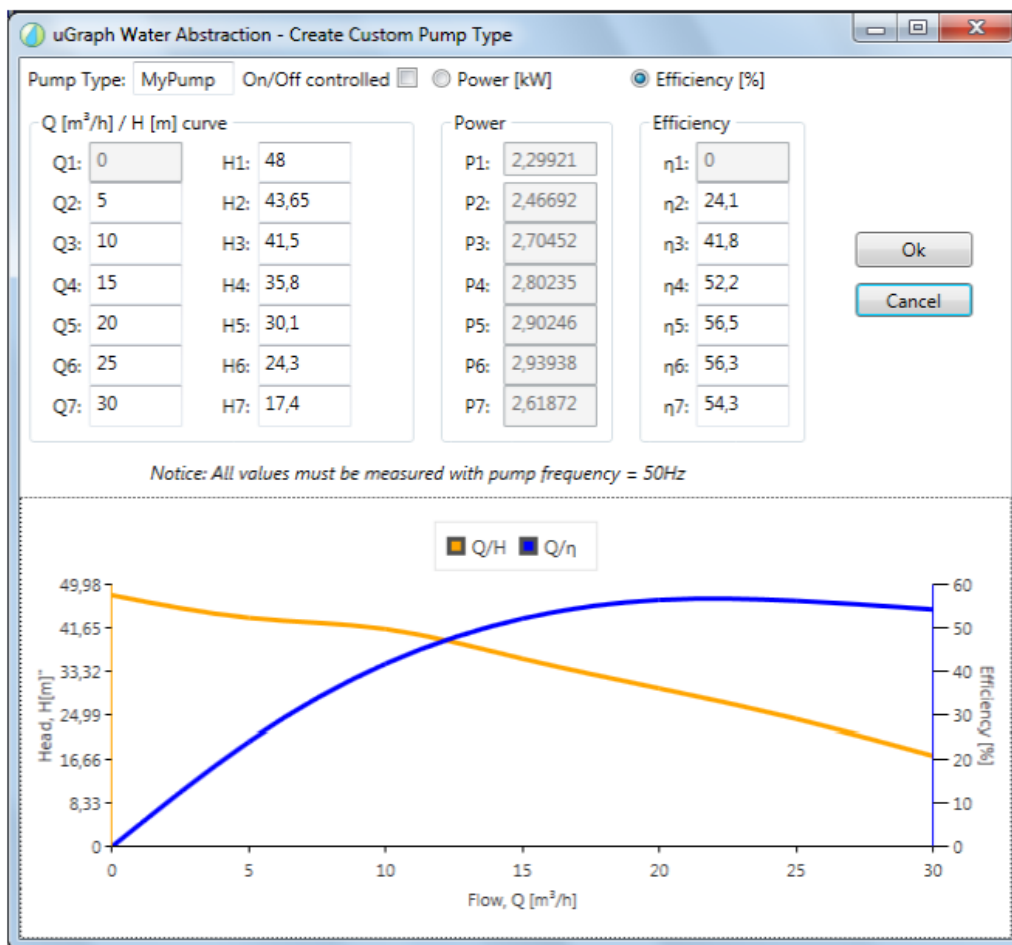 uGraph Water Abstraction - Create Custom Pump Type
Pump Type: MyPump On/Off controlled Power [kW] Efficiency [%]
Q [m³/h] / H [m] curve Power Efficiency
Q1: 0 H1: 48 P1: 2,29921 η1: 0
Q2: 5 H2: 43,65 P2: 2,46692 η2: 24,1
Q3: 10 H3: 41,5 P3: 2,70452 η3: 41,8
Q4: 15 H4: 35,8 P4: 2,80235 η4: 52,2
Q5: 20 H5: 30,1 P5: 2,90246 η5: 56,5
Q6: 25 H6: 24,3 P6: 2,93938 η6: 56,3
Q7: 30 H7: 17,4 P7: 2,61872 η7: 54,3
Ok
Cancel
Notice: All values must be measured with pump frequency = 50Hz
Q/H Q/η
49,98 60
41,65 50
33,32 40
24,99 30
16,66 20
8,33 10
0 0
Head, H[m]"
Efficiency [%]
0 5 10 15 20 25 30
Flow, Q [m³/h]